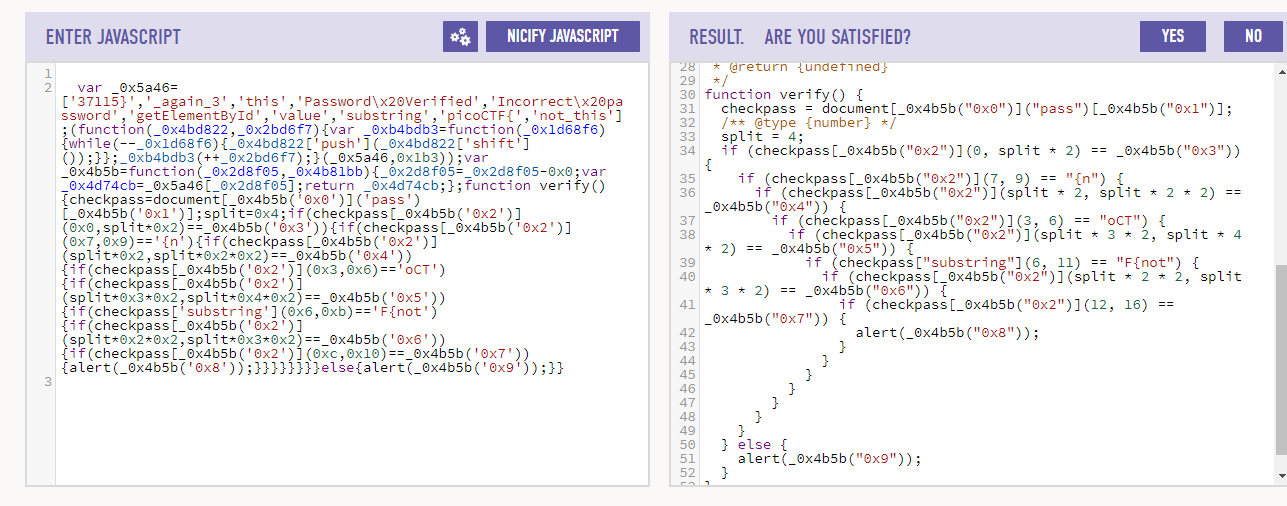 ENTER JAVASCRIPT
NICIFY JAVASCRIPT
1
2
var _0x5a46=
['37115}','_again_3','this','Password\x20Verified','Incorrect\x20pa
ssword','getElementById','value','substring','picoCTF{','not_this']
;(function(_0x4bd822,_0x2bd6f7){var _0xb4bdb3=function(_0x1d68f6)
{while(--_0x1d68f6){_0x4bd822['push'](_0x4bd822['shift']
());}};_0xb4bdb3(++_0x2bd6f7);}(_0x5a46,0x1b3));var
_0x4b5b=function(_0x2d8f05,_0x4b81bb){_0x2d8f05=_0x2d8f05-0x0;var
_0x4d74cb=_0x5a46[_0x2d8f05];return _0x4d74cb;};function verify()
{checkpass=document[_0x4b5b('0x0')]('pass')
[_0x4b5b('0x1')];split=0x4;if(checkpass[_0x4b5b('0x2')]
(0x0,split*0x2)==_0x4b5b('0x3')){if(checkpass[_0x4b5b('0x2')]
(0x7,0x9)=='{n'){if(checkpass[_0x4b5b('0x2')]
(split*0x2,split*0x2*0x2)==_0x4b5b('0x4'))
{if(checkpass[_0x4b5b('0x2')](0x3,0x6)=='oCT')
{if(checkpass[_0x4b5b('0x2')]
(split*0x3*0x2,split*0x4*0x2)==_0x4b5b('0x5'))
{if(checkpass['substring'](0x6,0xb)=='F{not')
{if(checkpass[_0x4b5b('0x2')]
(split*0x2*0x2,split*0x3*0x2)==_0x4b5b('0x6'))
{if(checkpass[_0x4b5b('0x2')](0xc,0x10)==_0x4b5b('0x7'))
{alert(_0x4b5b('0x8'));}}}}}}}}else{alert(_0x4b5b('0x9'));}}
3
RESULT. ARE YOU SATISFIED?
YES
NO
28 * @return {undefined}
29 */
30 function verify() {
31 checkpass = document[_0x4b5b("0x0")]("pass")[_0x4b5b("0x1")];
32 /** @type {number} */
33 split = 4;
34 if (checkpass[_0x4b5b("0x2")](0, split * 2) == _0x4b5b("0x3"))
{
35 if (checkpass[_0x4b5b("0x2")](7, 9) == "{n") {
36 if (checkpass[_0x4b5b("0x2")](split * 2, split * 2 * 2) ==
_0x4b5b("0x4")) {
37 if (checkpass[_0x4b5b("0x2")](3, 6) == "oCT") {
38 if (checkpass[_0x4b5b("0x2")](split * 3 * 2, split * 4
* 2) == _0x4b5b("0x5")) {
39 if (checkpass["substring"](6, 11) == "F{not") {
40 if (checkpass[_0x4b5b("0x2")](split * 2 * 2, split
* 3 * 2) == _0x4b5b("0x6")) {
41 if (checkpass[_0x4b5b("0x2")](12, 16) ==
_0x4b5b("0x7")) {
42 alert(_0x4b5b("0x8"));
43 }
44 }
45 }
46 }
47 }
48 }
49 }
50 } else {
51 alert(_0x4b5b("0x9"));
52 }